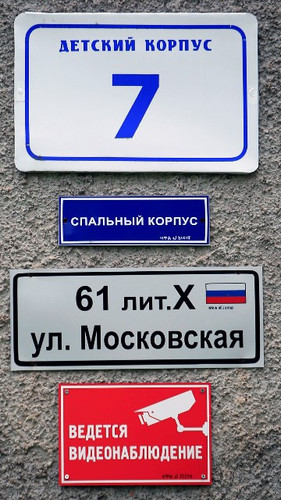 ДЕТСКИЙ КОРПУС
7
СПАЛЬНЫЙ КОРПУС
61 лит.Х
ул. Московская
ВЕДЕТСЯ
ВИДЕОНАБЛЮДЕНИЕ